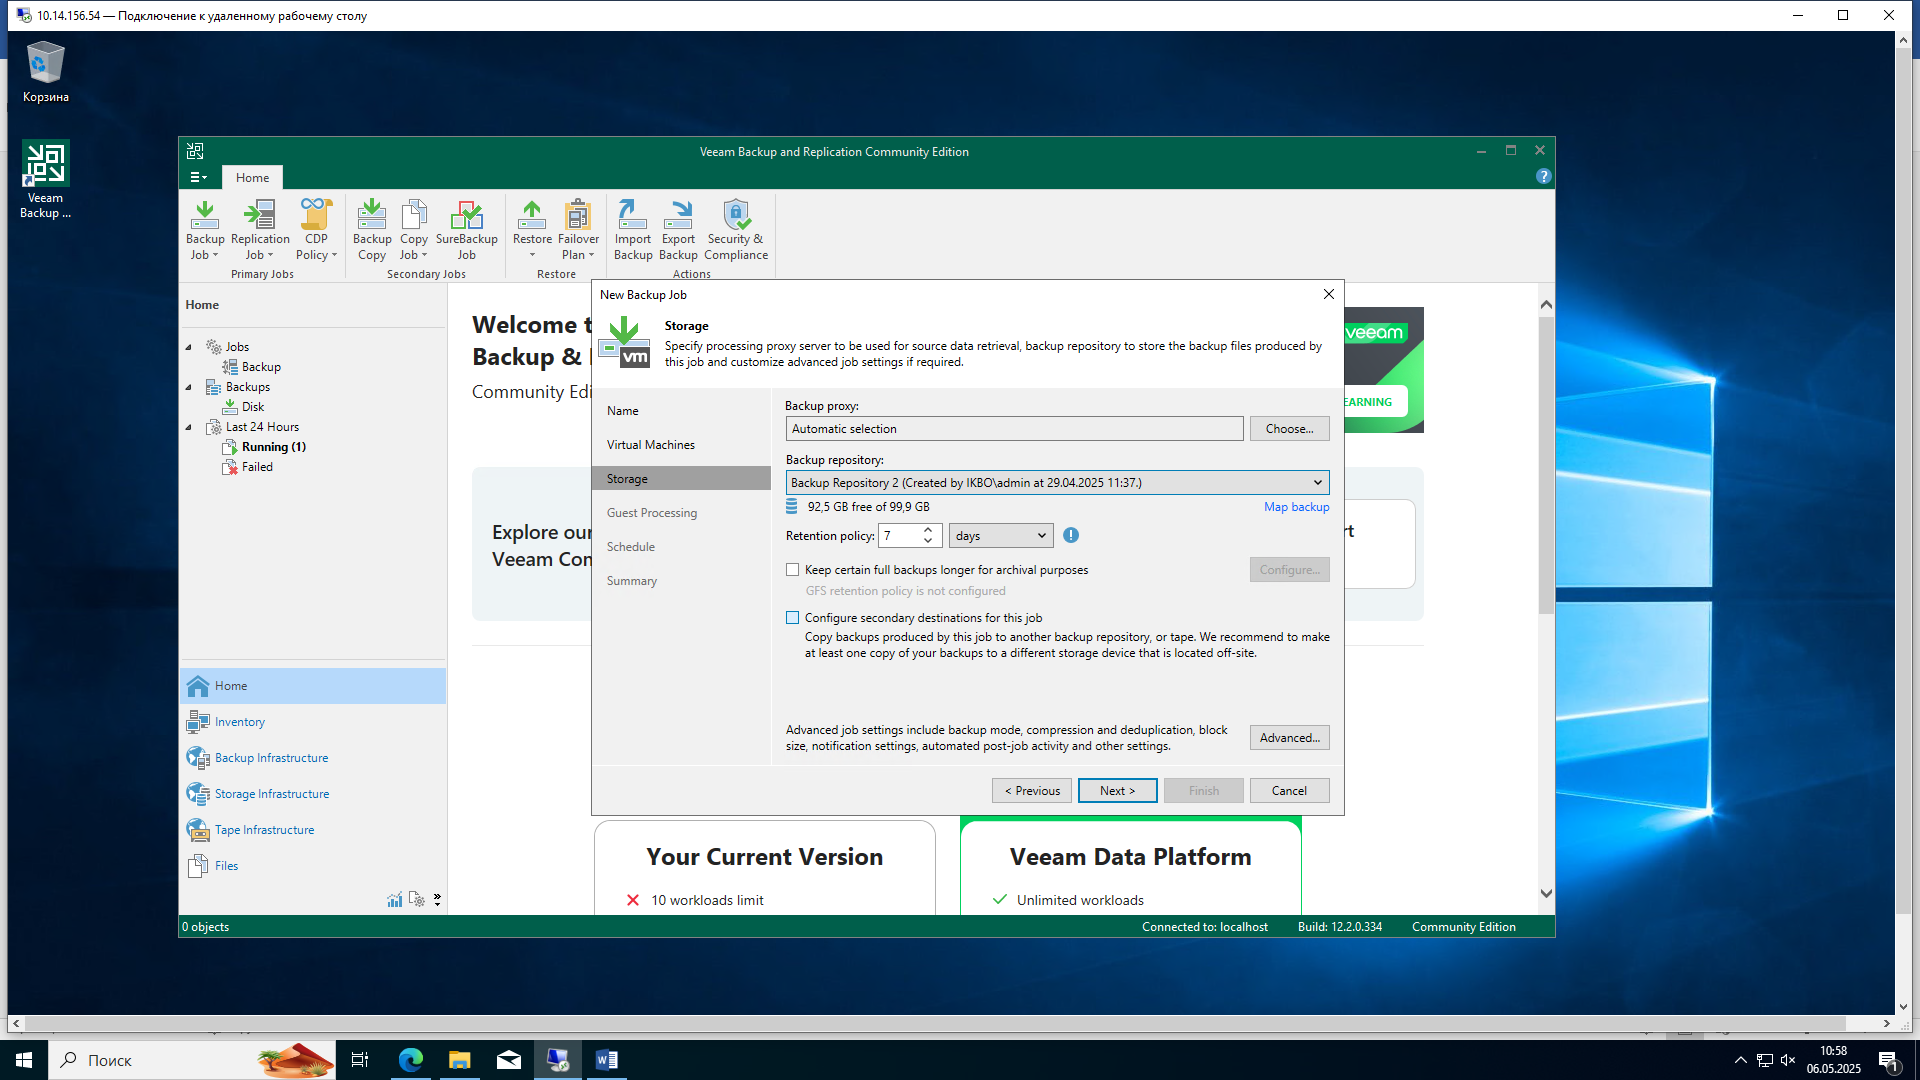 10.14.156.54 — Подключение к удаленному рабочему столу
Корзина
Veeam
Backup ...
Veeam Backup and Replication Community Edition
Home
Backup
Job
Replication
Job
CDP
Policy
Primary Jobs
Backup
Copy
Copy
Job
SureBackup
Job
Secondary Jobs
Restore
Failover
Plan
Restore
Import
Backup
Export
Backup
Security &
Compliance
Actions
Home
Jobs
Backup
Backups
Disk
Last 24 Hours
Running (1)
Failed
Home
Inventory
Backup Infrastructure
Storage Infrastructure
Tape Infrastructure
Files
Welcome t
Backup &
Community Edi
veeam
EARNING
Explore our
Veeam Con
rt
New Backup Job
vm
Storage
Specify processing proxy server to be used for source data retrieval, backup repository to store the backup files produced by
this job and customize advanced job settings if required.
Name
Virtual Machines
Storage
Guest Processing
Schedule
Summary
Backup proxy:
Automatic selection
Choose...
Backup repository:
Backup Repository 2 (Created by IKBO\admin at 29.04.2025 11:37.)
92,5 GB free of 99,9 GB
Map backup
Retention policy: 7 days
Keep certain full backups longer for archival purposes
Configure...
GFS retention policy is not configured
Configure secondary destinations for this job
Copy backups produced by this job to another backup repository, or tape. We recommend to make
at least one copy of your backups to a different storage device that is located off-site.
Advanced job settings include backup mode, compression and deduplication, block
size, notification settings, automated post-job activity and other settings.
Advanced...
< Previous
Next >
Finish
Cancel
Your Current Version
10 workloads limit
Veeam Data Platform
Unlimited workloads
0 objects
Connected to: localhost
Build: 12.2.0.334
Community Edition
Поиск
10:58
06.05.2025
1